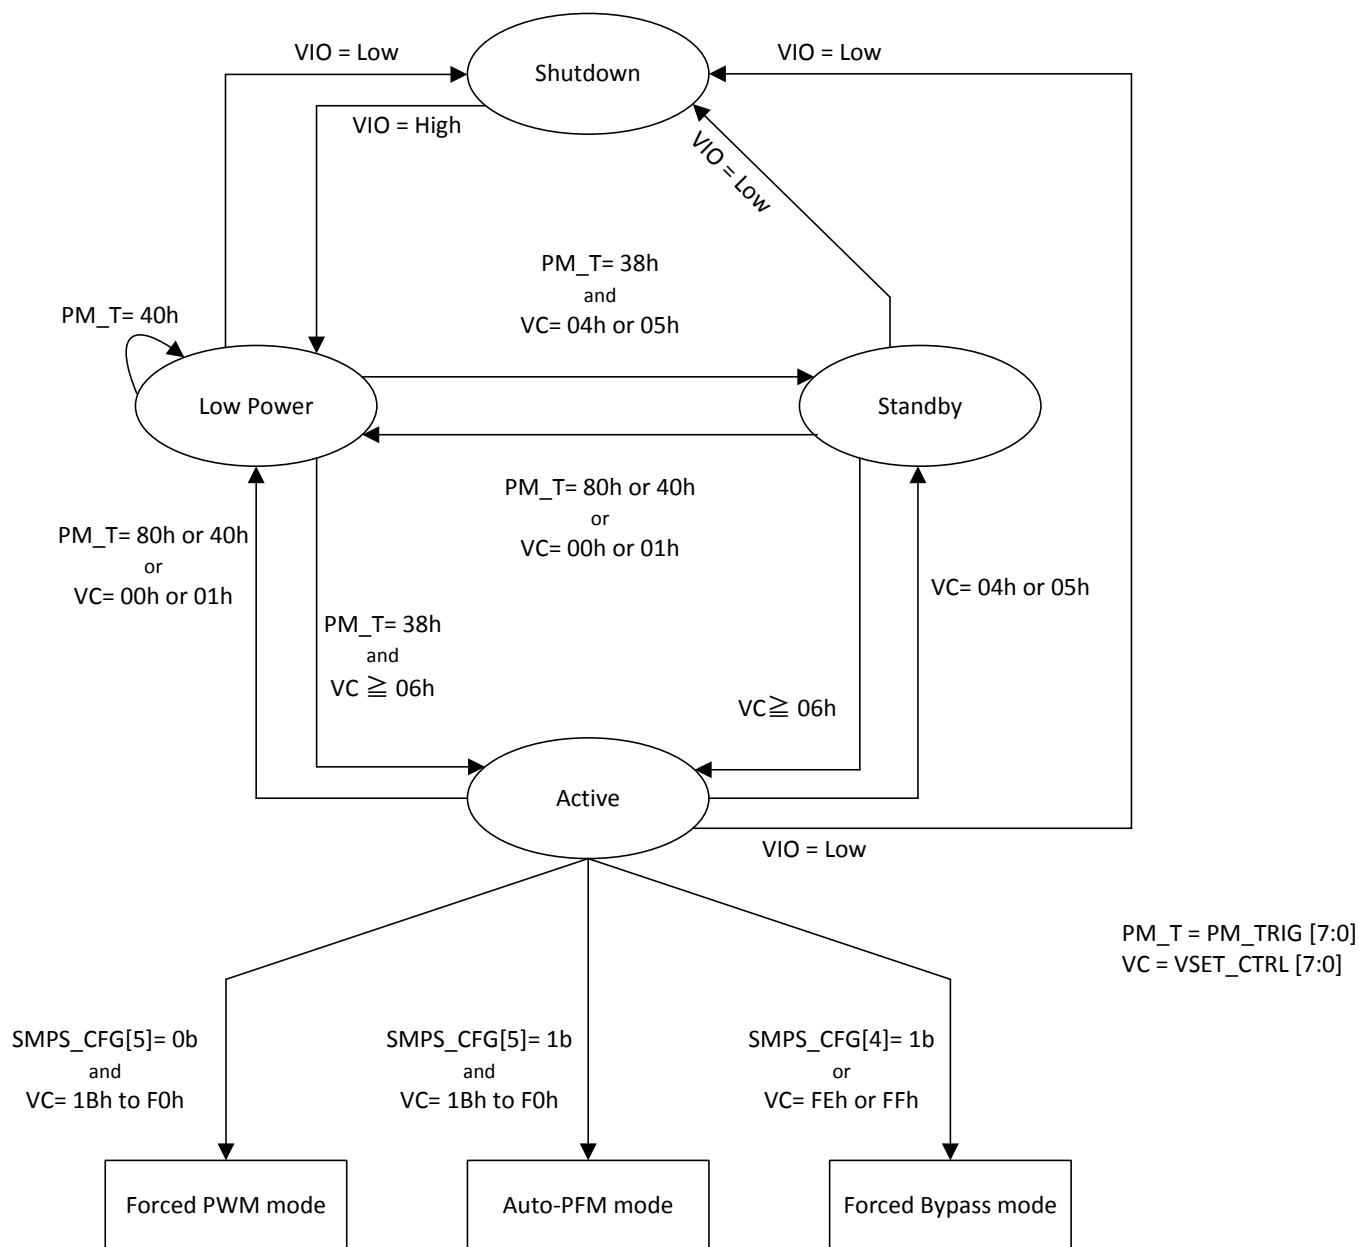 VIO = Low
Shutdown
VIO = Low
VIO = High
VIO = Low
PM_T= 38h
and
VC= 04h or 05h
PM_T= 40h
Low Power
Standby
PM_T= 80h or 40h
or
VC= 00h or 01h
PM_T= 80h or 40h
or
VC= 00h or 01h
VC= 04h or 05h
PM_T= 38h
and
VC ≧ 06h
VC≧ 06h
Active
VIO = Low
PM_T = PM_TRIG [7:0]
VC = VSET_CTRL [7:0]
SMPS_CFG[5]= 0b
and
VC= 1Bh to F0h
SMPS_CFG[5]= 1b
and
VC= 1Bh to F0h
SMPS_CFG[4]= 1b
or
VC= FEh or FFh
Forced PWM mode
Auto-PFM mode
Forced Bypass mode